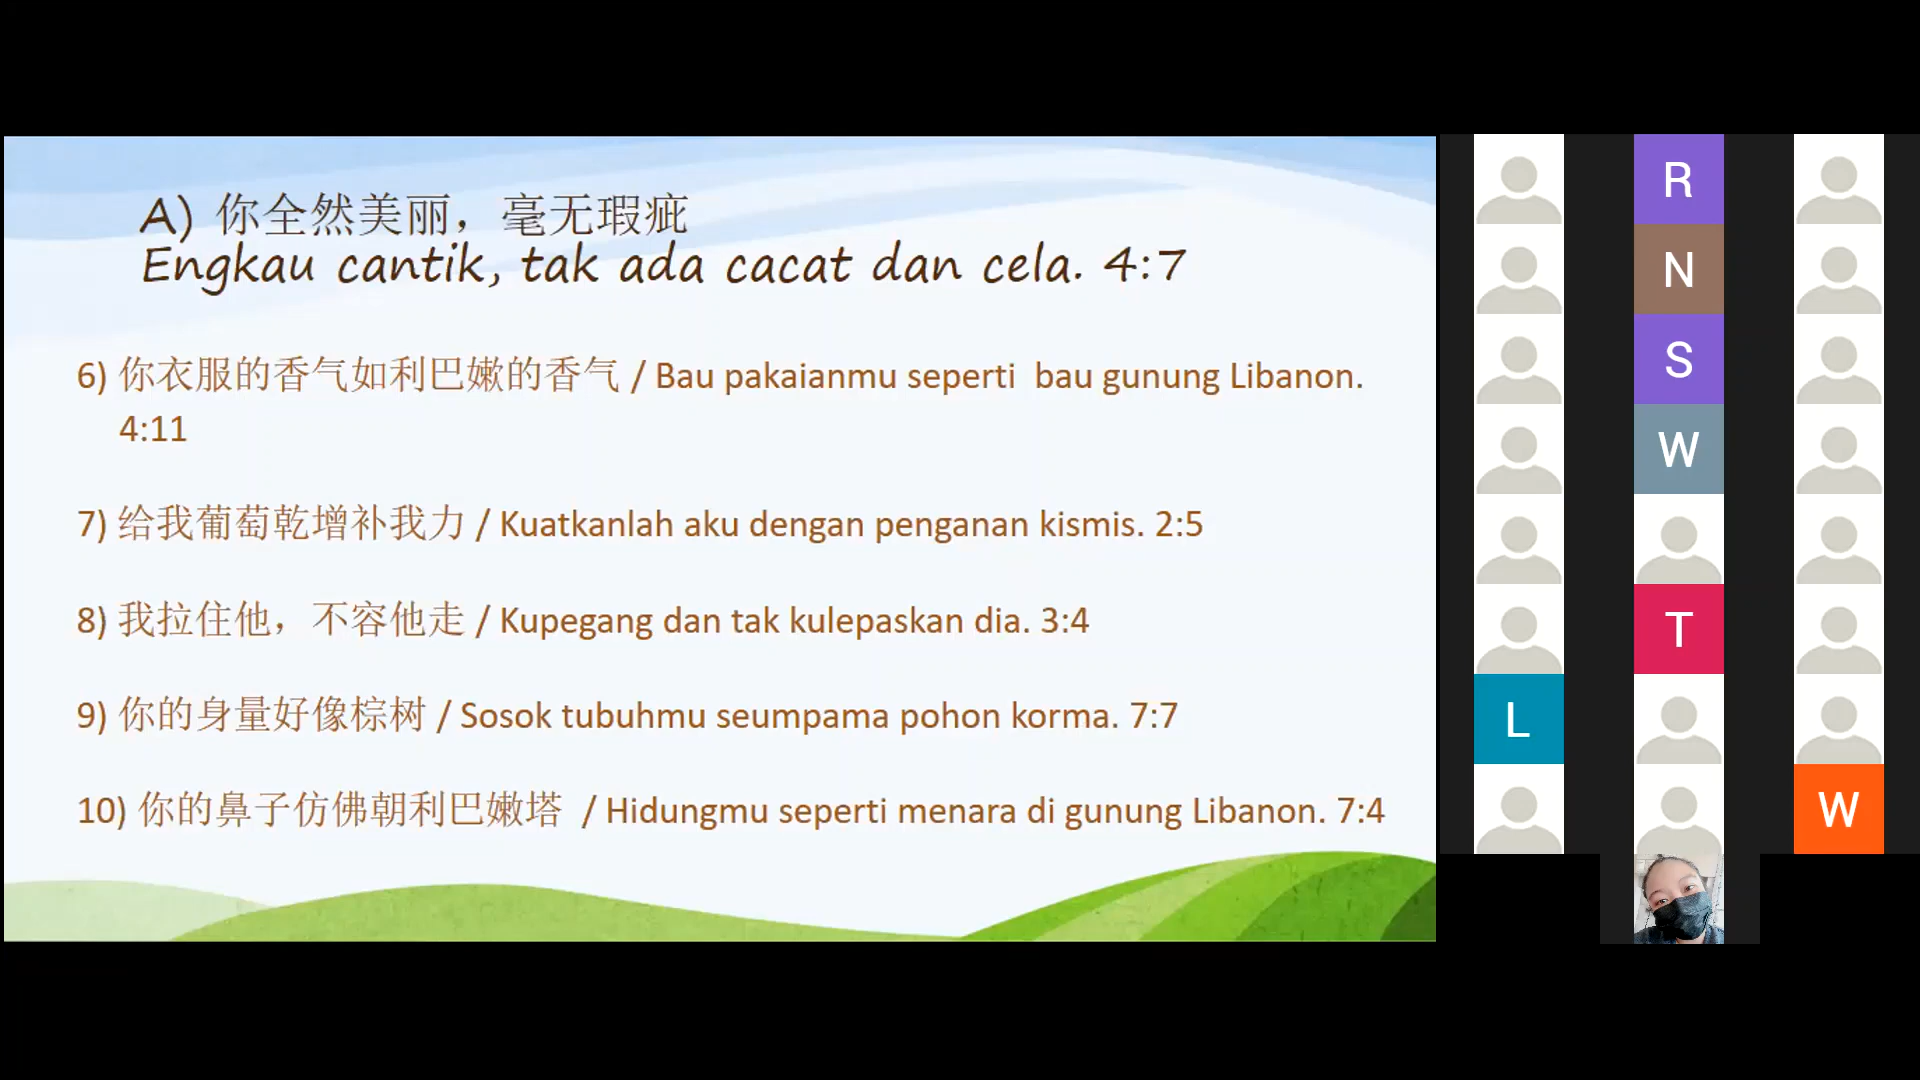 A) 你全然美丽，毫无瑕疵
Engkau cantik, tak ada cacat dan cela. 4:7
6) 你衣服的香气如利巴嫩的香气 / Bau pakaianmu seperti  bau gunung Libanon.
4:11
7) 给我葡萄乾增补我力 / Kuatkanlah aku dengan penganan kismis. 2:5
8) 我拉住他，不容他走 / Kupegang dan tak kulepaskan dia. 3:4
9) 你的身量好像棕树 / Sosok tubuhmu seumpama pohon korma. 7:7
10) 你的鼻子仿佛朝利巴嫩塔  / Hidungmu seperti menara di gunung Libanon. 7:4
R
N
S
W
T
L
W